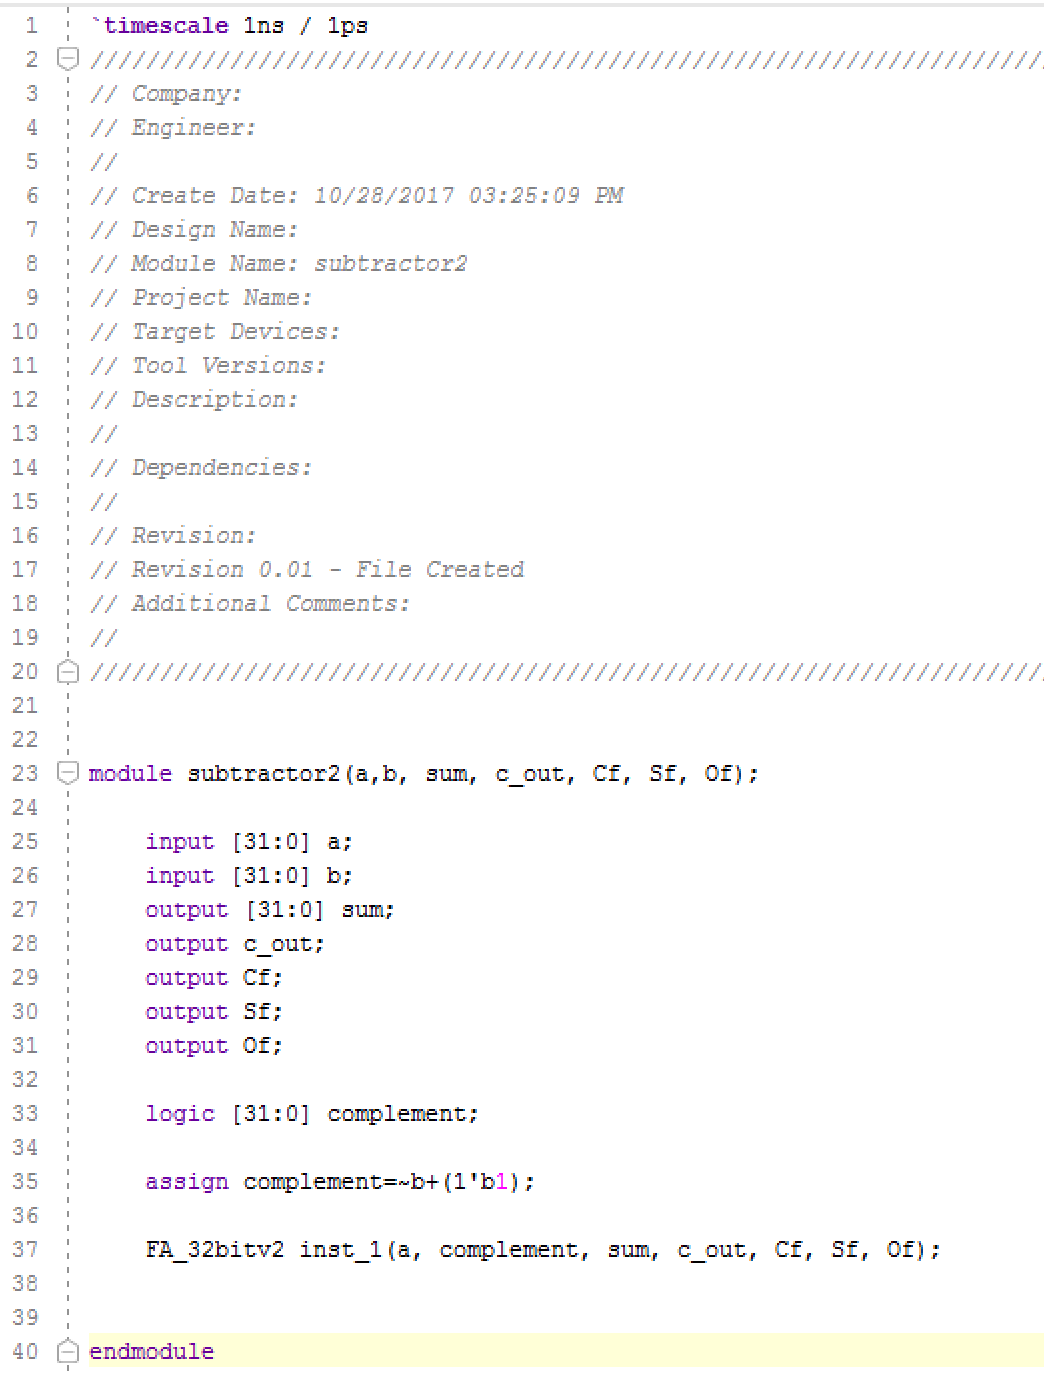 1 `timescale 1ns / 1ps
2 ////////////////////////////////////////////////////////////////////
3 // Company:
4 // Engineer:
5 //
6 // Create Date: 10/28/2017 03:25:09 PM
7 // Design Name:
8 // Module Name: subtractor2
9 // Project Name:
10 // Target Devices:
11 // Tool Versions:
12 // Description:
13 //
14 // Dependencies:
15 //
16 // Revision:
17 // Revision 0.01 - File Created
18 // Additional Comments:
19 //
20 ////////////////////////////////////////////////////////////////////
21
22
23 module subtractor2(a,b, sum, c_out, Cf, Sf, Of);
24
25 input [31:0] a;
26 input [31:0] b;
27 output [31:0] sum;
28 output c_out;
29 output Cf;
30 output Sf;
31 output Of;
32
33 logic [31:0] complement;
34
35 assign complement=~b+(1'b1);
36
37 FA_32bitv2 inst_1(a, complement, sum, c_out, Cf, Sf, Of);
38
39
40 endmodule